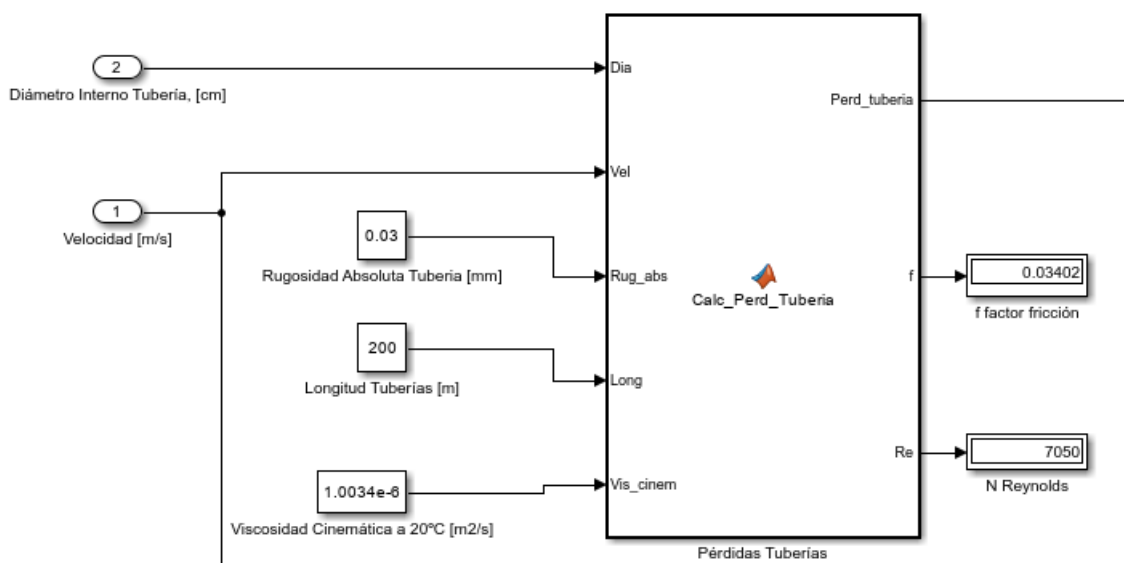 2
Diámetro Interno Tubería, [cm]
1
Velocidad [m/s]
0.03
Rugosidad Absoluta Tuberia [mm]
200
Longitud Tuberías [m]
1.0034e-6
Viscosidad Cinemática a 20ºC [m2/s]
Dia
Vel
Rug_abs
Long
Vis_cinem
Calc_Perd_Tuberia
Perd_tuberia
f
Re
Pérdidas Tuberías
0.03402
f factor fricción
7050
N Reynolds